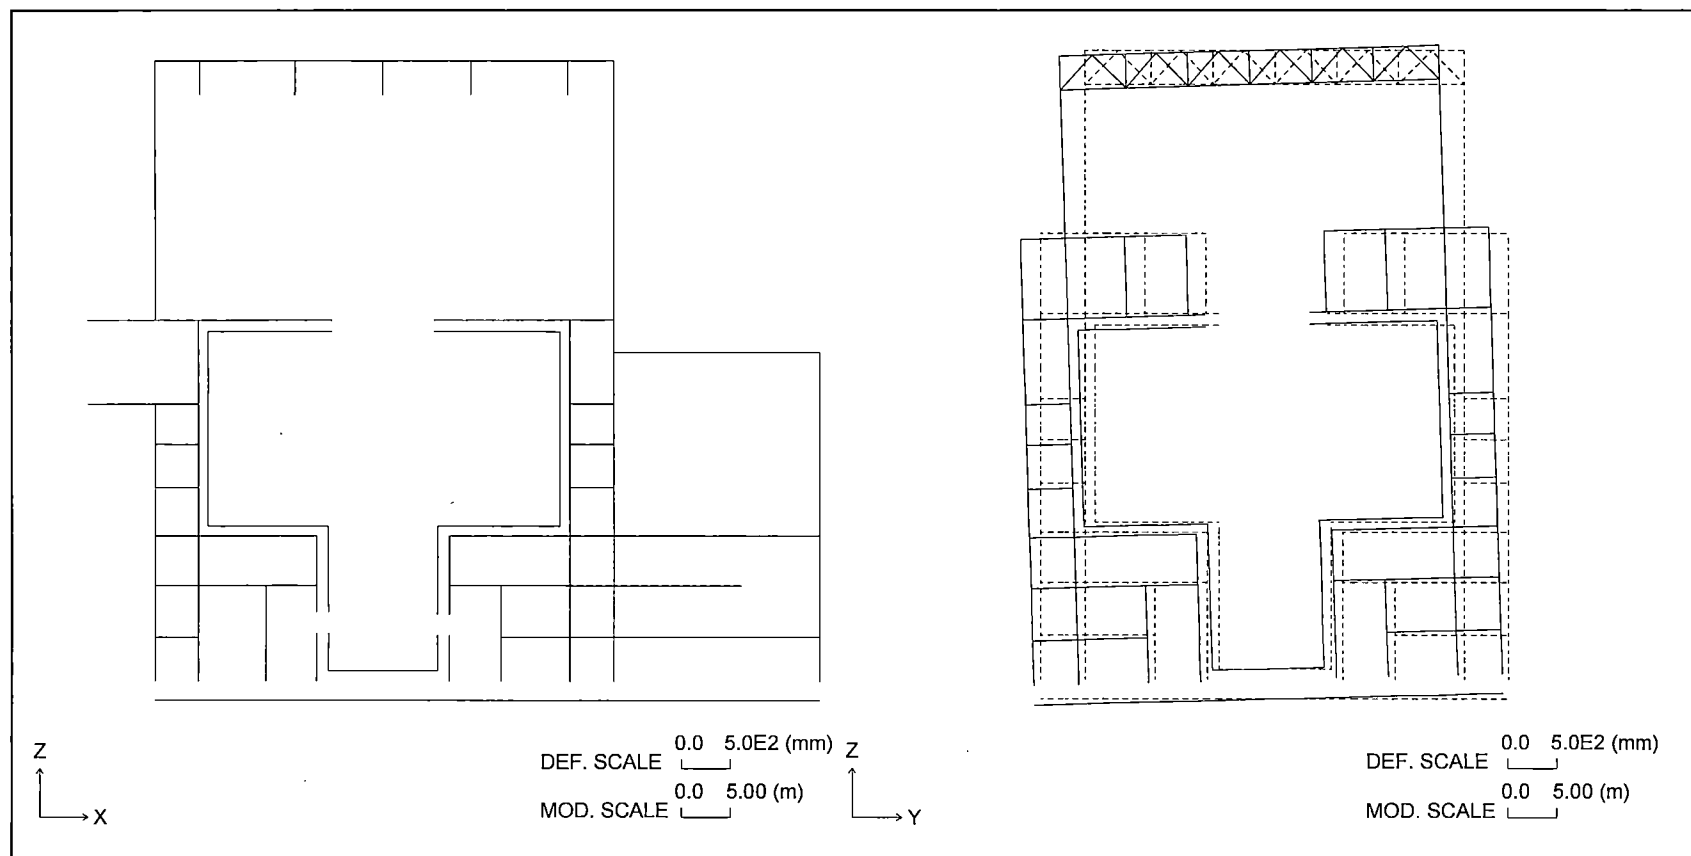 Z
X
DEF. SCALE 0.0 5.0E2 (mm)
MOD. SCALE 0.0 5.00 (m)
Z
Y
DEF. SCALE 0.0 5.0E2 (mm)
MOD. SCALE 0.0 5.00 (m)